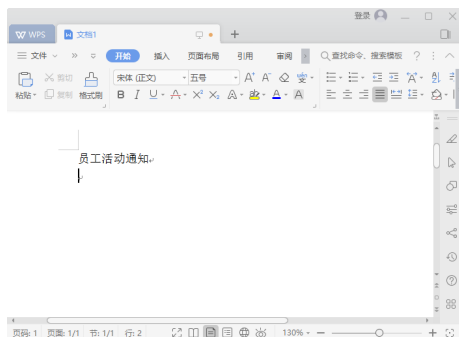 登录
WPS 文档1
文件 开始 插入 页面布局 引用 审阅 查找命令、搜索模板
粘贴 剪切 复制 格式刷 宋体 (正文) 五号
B I U A X² X₂ A A A
员工活动通知
页码: 1 页面: 1/1 节: 1/1 行: 2 130%